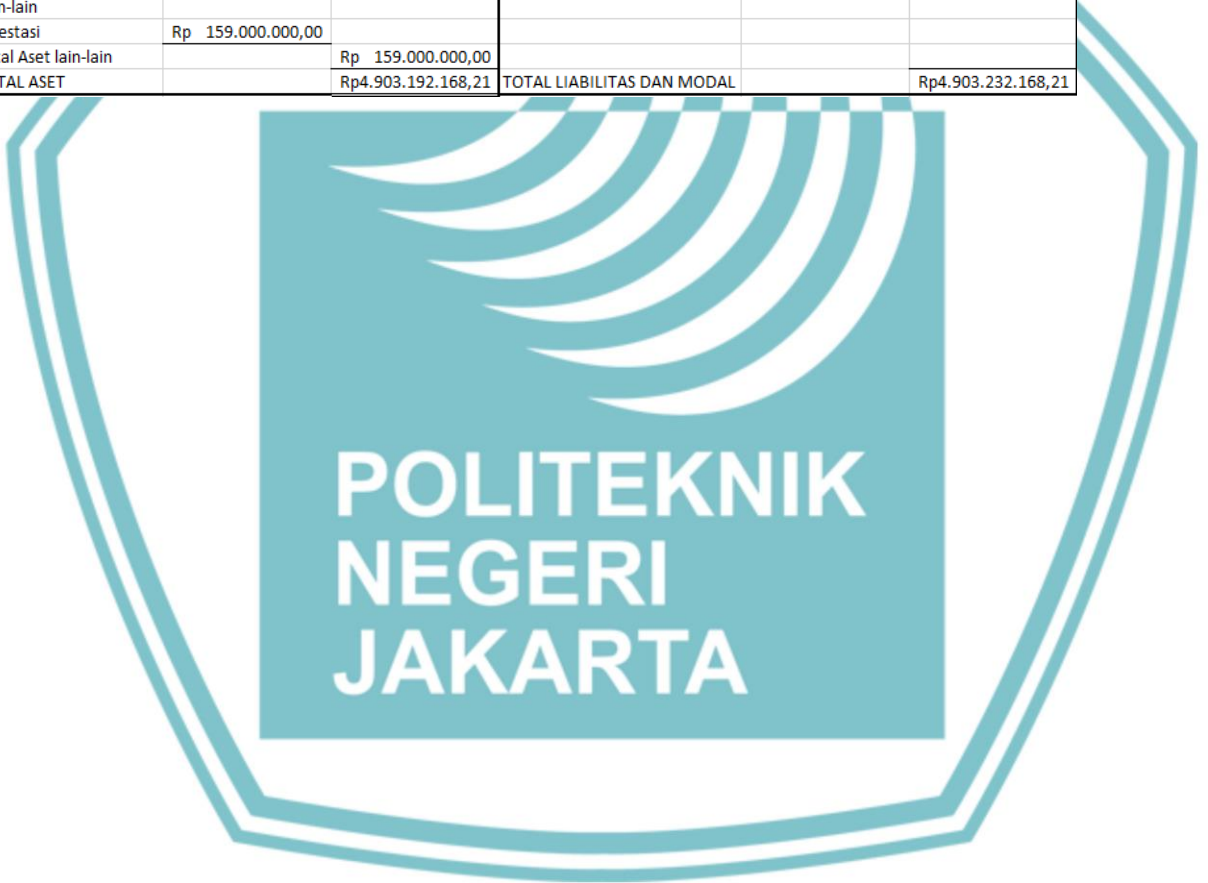 n-lain
estasi Rp 159.000.000,00
al Aset lain-lain Rp 159.000.000,00
TAL ASET Rp4.903.192.168,21 TOTAL LIABILITAS DAN MODAL Rp4.903.232.168,21
POLITEKNIK
NEGERI
JAKARTA